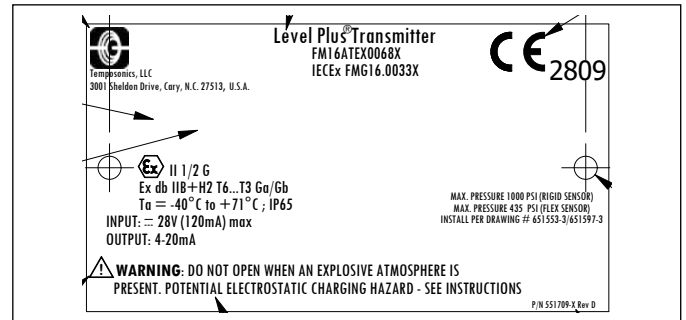 Level Plus® Transmitter
FM16ATEX0068X
IECEx FMG16.0033X
CE 2809
Temposonics, LLC
3001 Sheldon Drive, Cary, N.C. 27513, U.S.A.
Ex II 1/2 G
Ex db IIB+H2 T6...T3 Ga/Gb
Ta = -40°C to +71°C ; IP65
INPUT: ⎓ 28V (120mA) max
OUTPUT: 4-20mA
MAX. PRESSURE 1000 PSI (RIGID SENSOR)
MAX. PRESSURE 435 PSI (FLEX SENSOR)
INSTALL PER DRAWING # 651553-3/651597-3
WARNING: DO NOT OPEN WHEN AN EXPLOSIVE ATMOSPHERE IS
PRESENT. POTENTIAL ELECTROSTATIC CHARGING HAZARD - SEE INSTRUCTIONS
P/N 551709-X Rev D